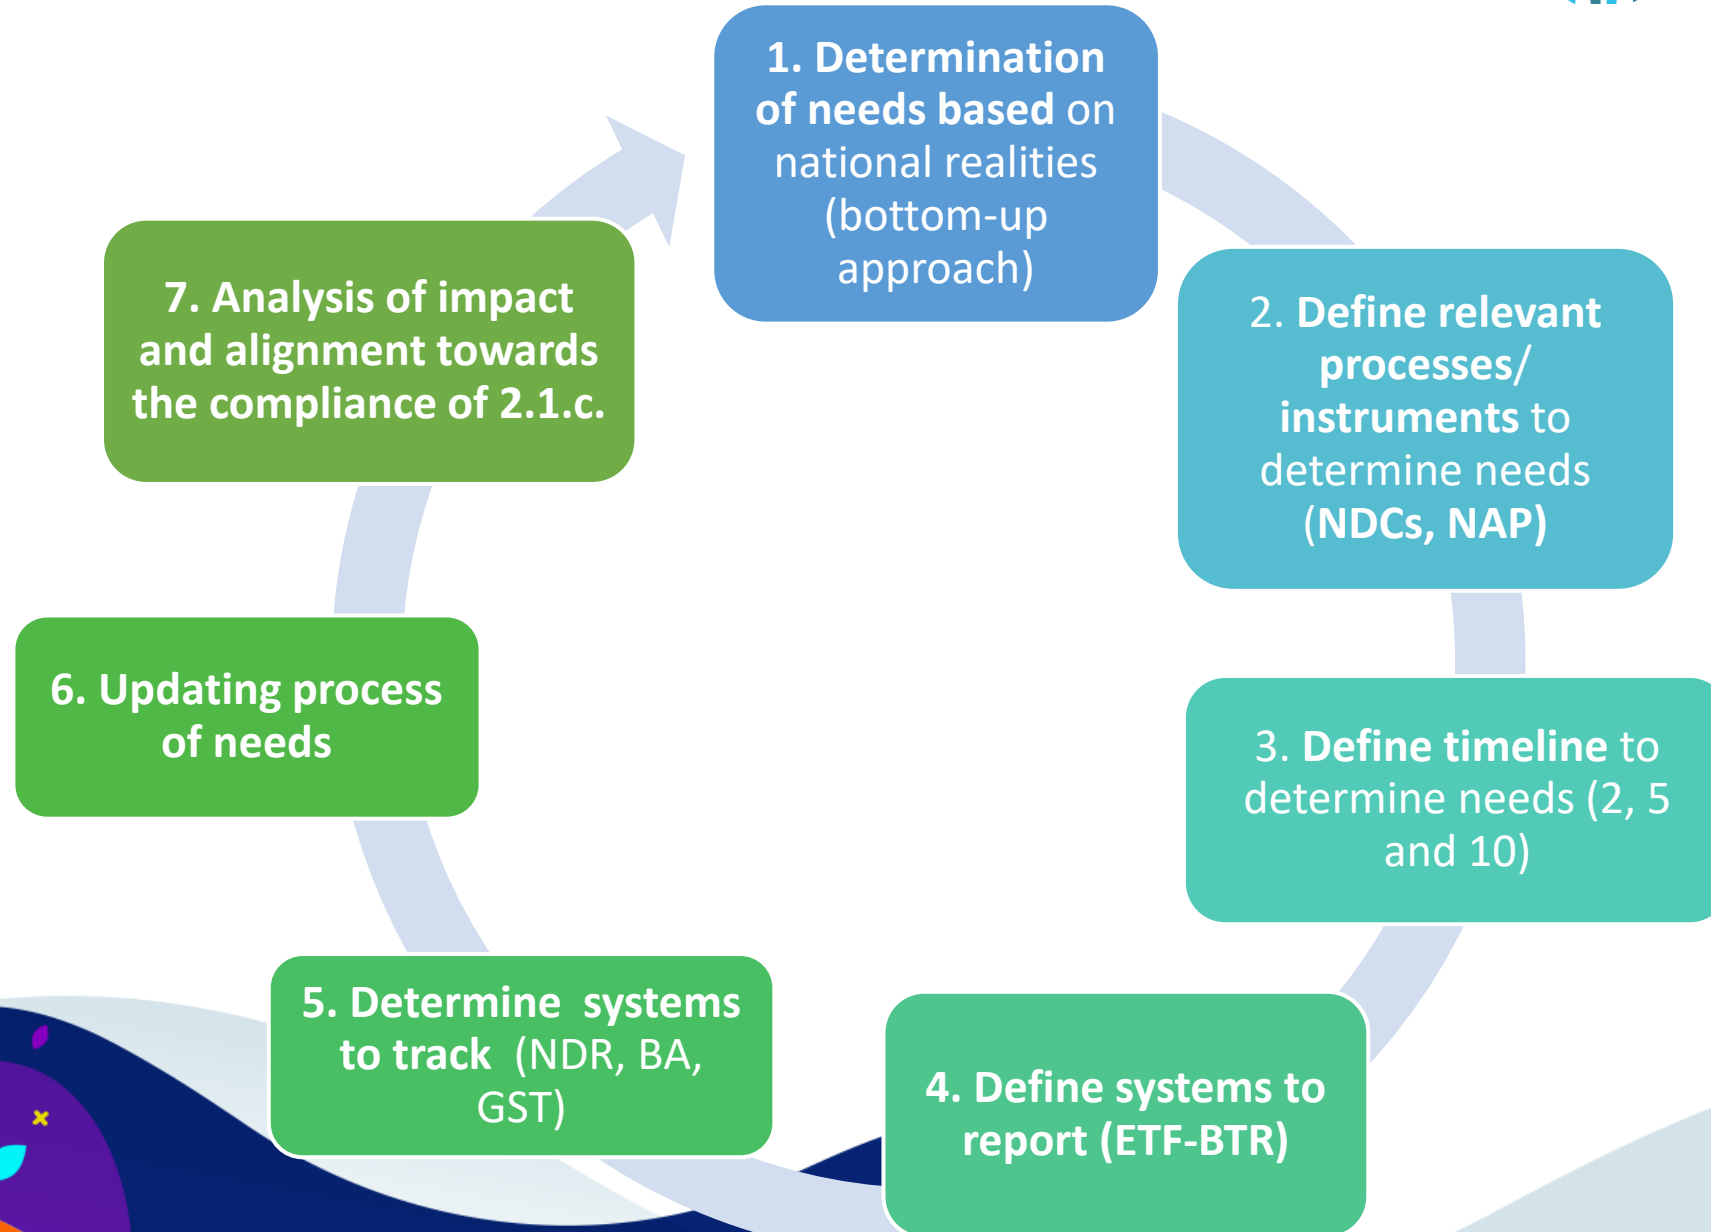 1. Determination
of needs based on
national realities
(bottom-up
approach)
2. Define relevant
processes/
instruments to
determine needs
(NDCs, NAP)
3. Define timeline to
determine needs (2, 5
and 10)
4. Define systems to
report (ETF-BTR)
5. Determine  systems
to track  (NDR, BA,
GST)
6. Updating process
of needs
7. Analysis of impact
and alignment towards
the compliance of 2.1.c.